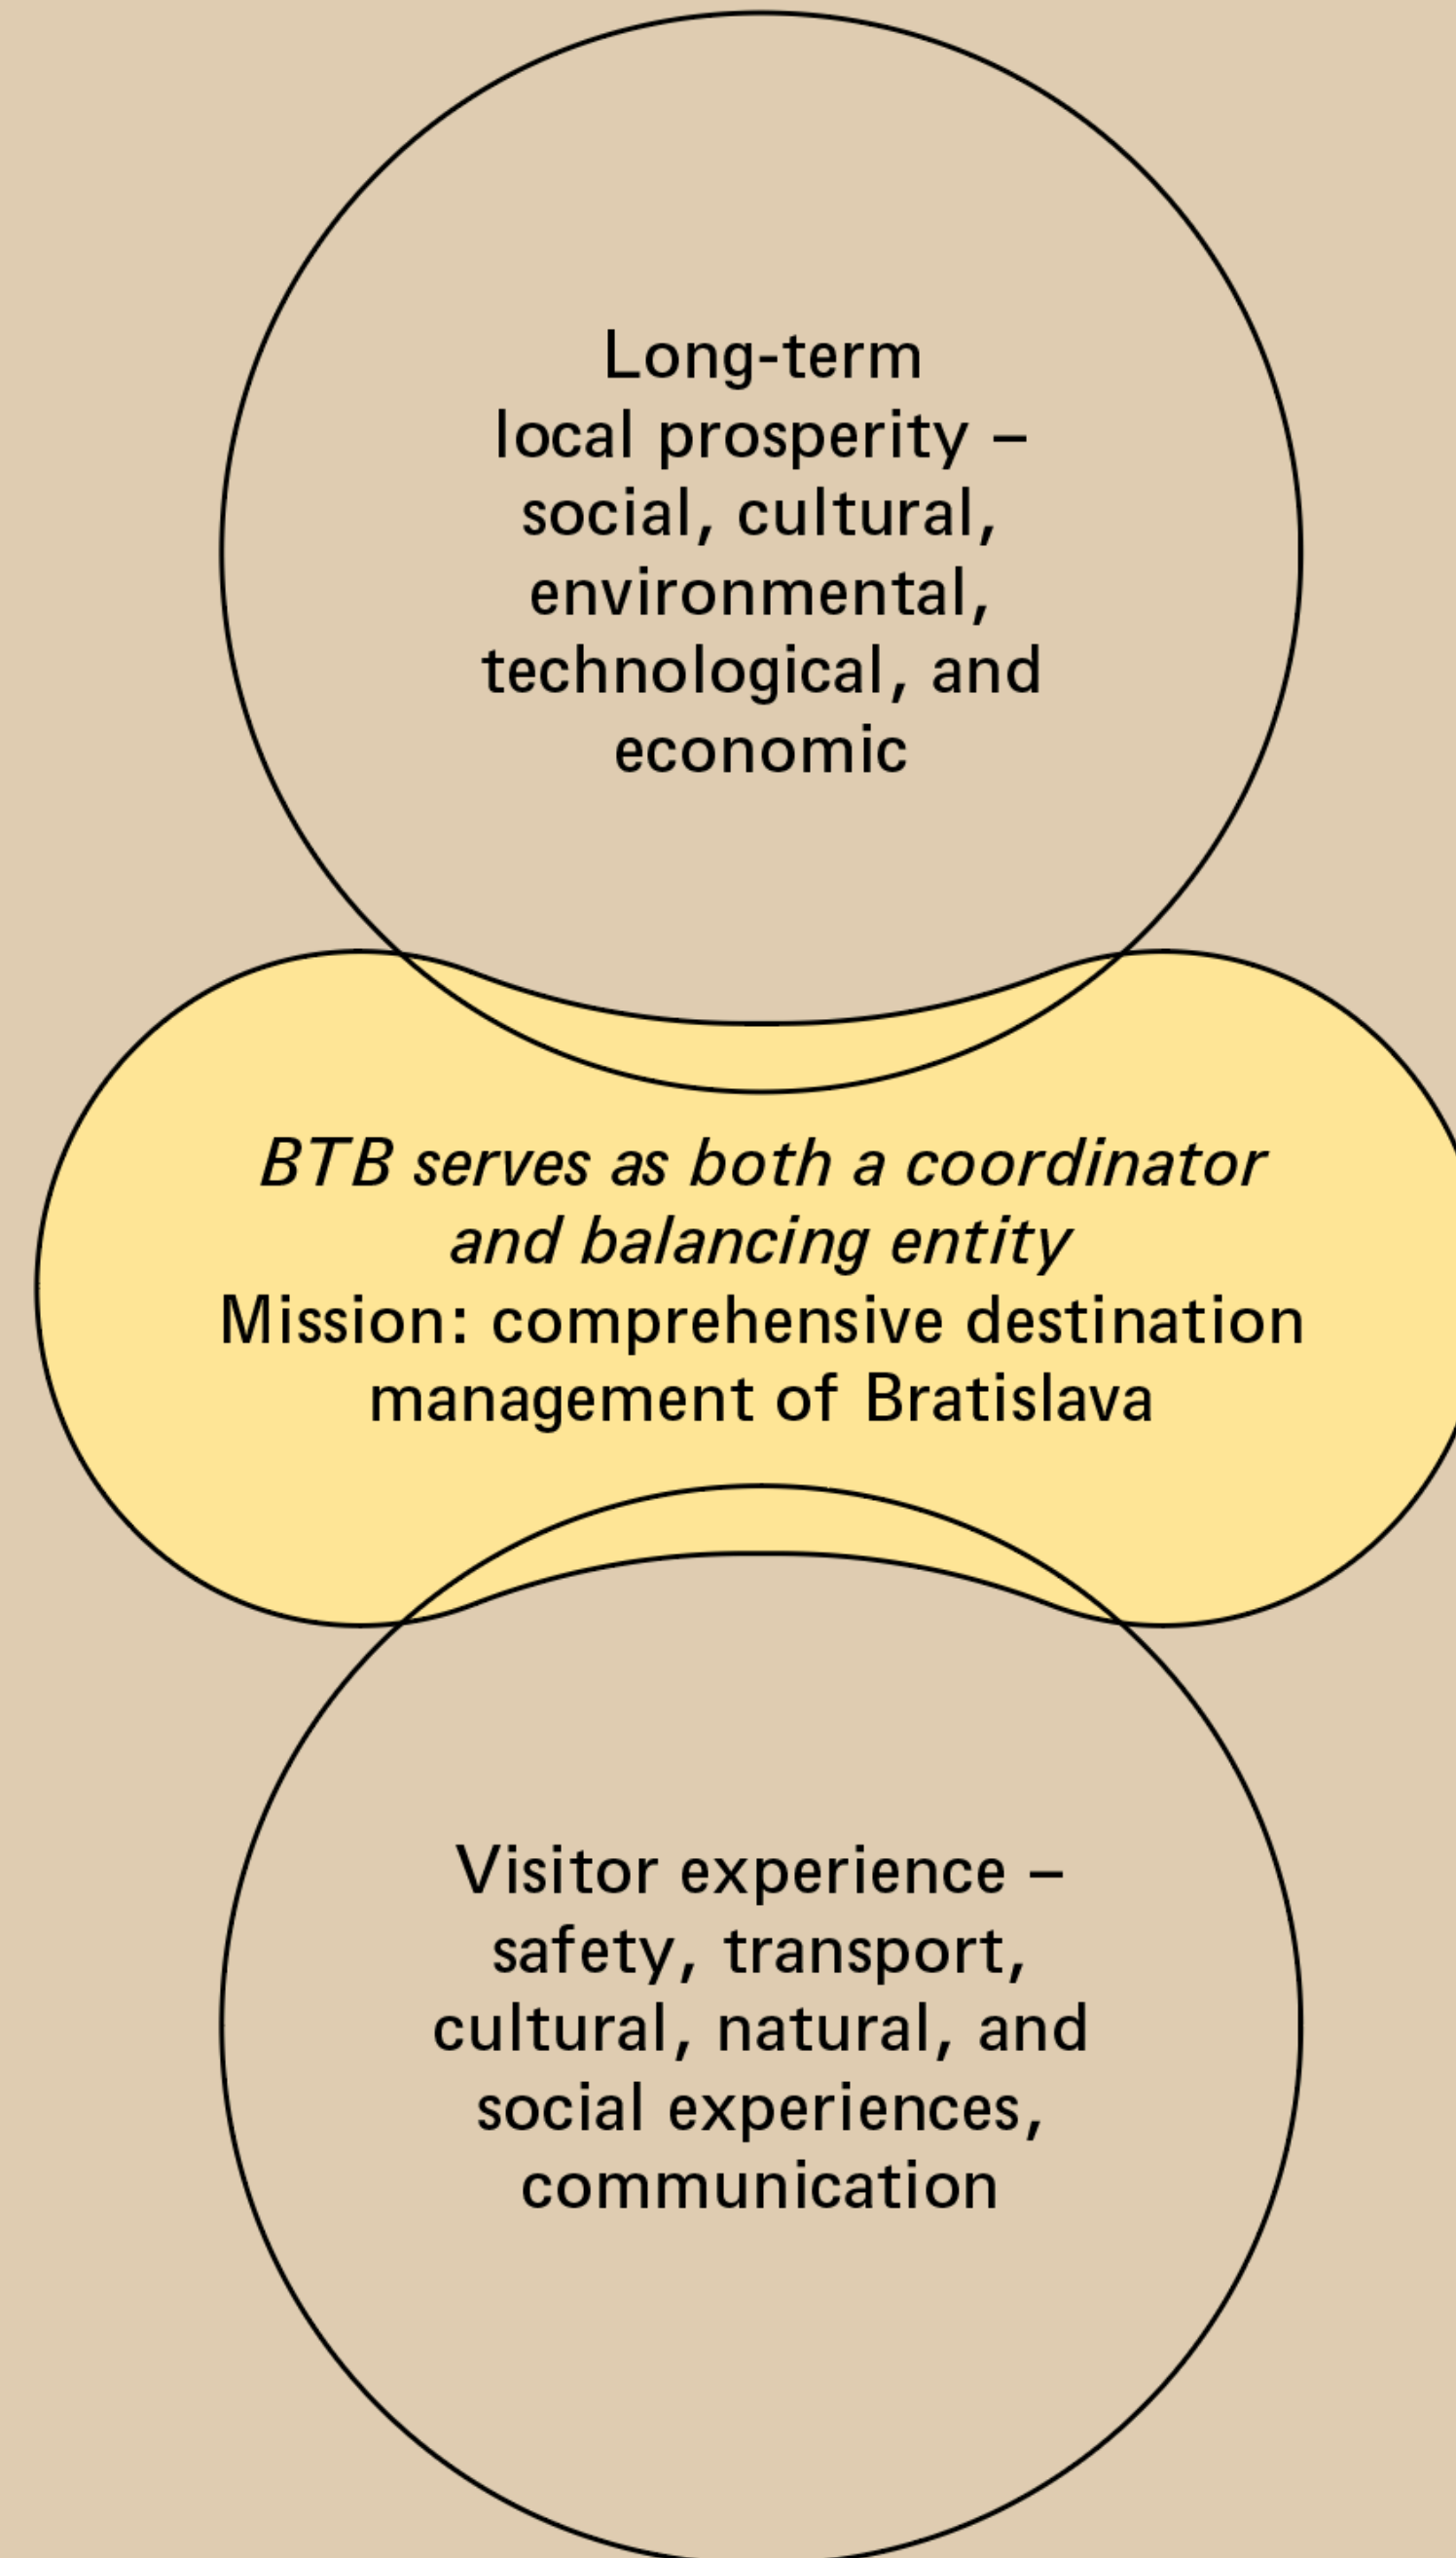 Long-term
local prosperity –
social, cultural,
environmental,
technological, and
economic
BTB serves as both a coordinator
and balancing entity
Mission: comprehensive destination
management of Bratislava
Visitor experience –
safety, transport,
cultural, natural, and
social experiences,
communication